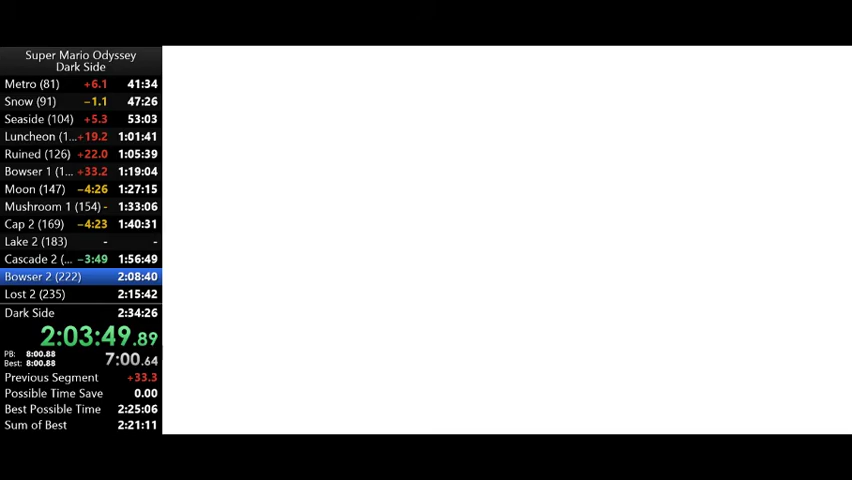 Super Mario Odyssey
Dark Side
Metro (81) +6.1 41:34
Snow (91) −1.1 47:26
Seaside (104) +5.3 53:03
Luncheon (1... +19.2 1:01:41
Ruined (126) +22.0 1:05:39
Bowser 1 (1... +33.2 1:19:04
Moon (147) −4:26 1:27:15
Mushroom 1 (154) - 1:33:06
Cap 2 (169) −4:23 1:40:31
Lake 2 (183) - -
Cascade 2 (... −3:49 1:56:49
Bowser 2 (222) 2:08:40
Lost 2 (235) 2:15:42
Dark Side 2:34:26
2:03:49.89
PB: 8:00.88
Best: 8:00.88
7:00.64
Previous Segment +33.3
Possible Time Save 0.00
Best Possible Time 2:25:06
Sum of Best 2:21:11